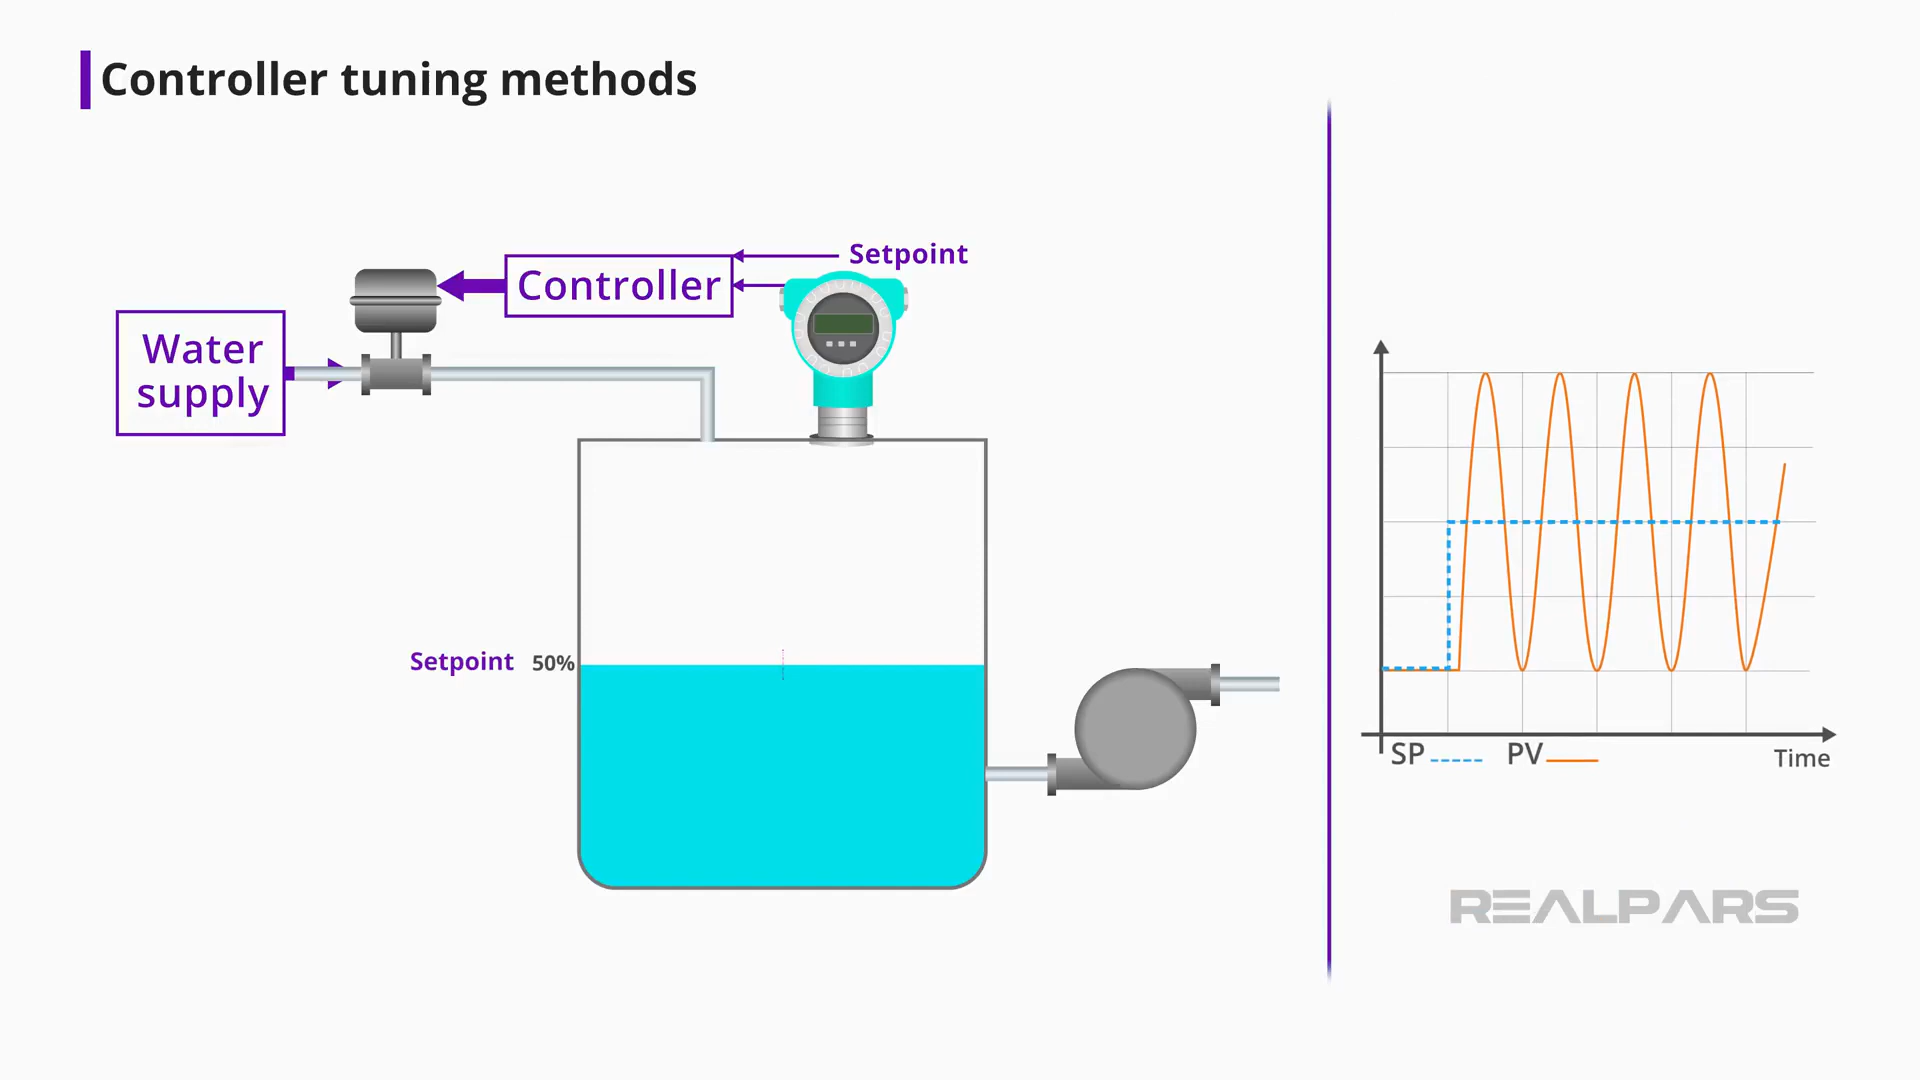 Controller tuning methods
Setpoint
Controller
Water
supply
Setpoint 50%
SP PV Time
REALPARS